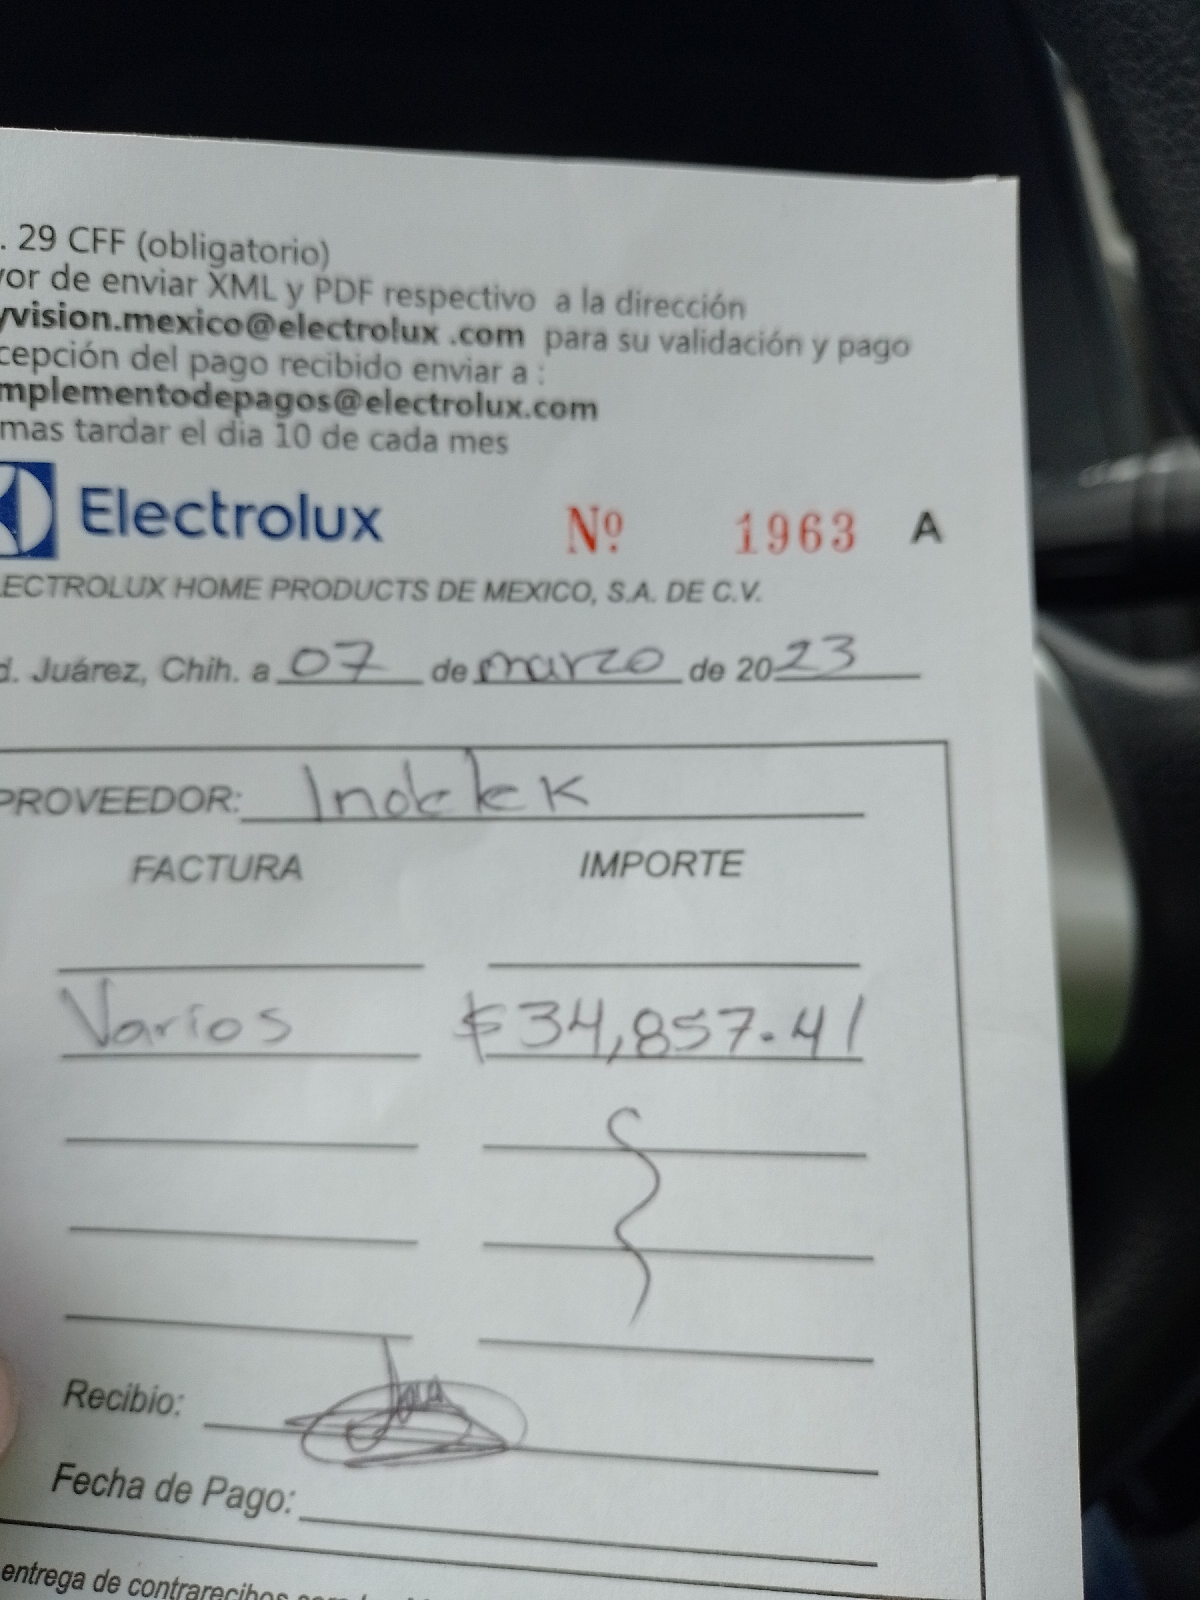 . 29 CFF (obligatorio)
vor de enviar XML y PDF respectivo a la dirección
yvision.mexico@electrolux .com para su validación y pago
cepción del pago recibido enviar a :
mplementodepagos@electrolux.com
mas tardar el dia 10 de cada mes
Electrolux Nº 1963 A
LECTROLUX HOME PRODUCTS DE MEXICO, S.A. DE C.V.
d. Juárez, Chih. a 07 de marzo de 2023
PROVEEDOR:
FACTURA IMPORTE
Varios $34,857.41
Recibio:
Fecha de Pago:
entrega de contrarecibos